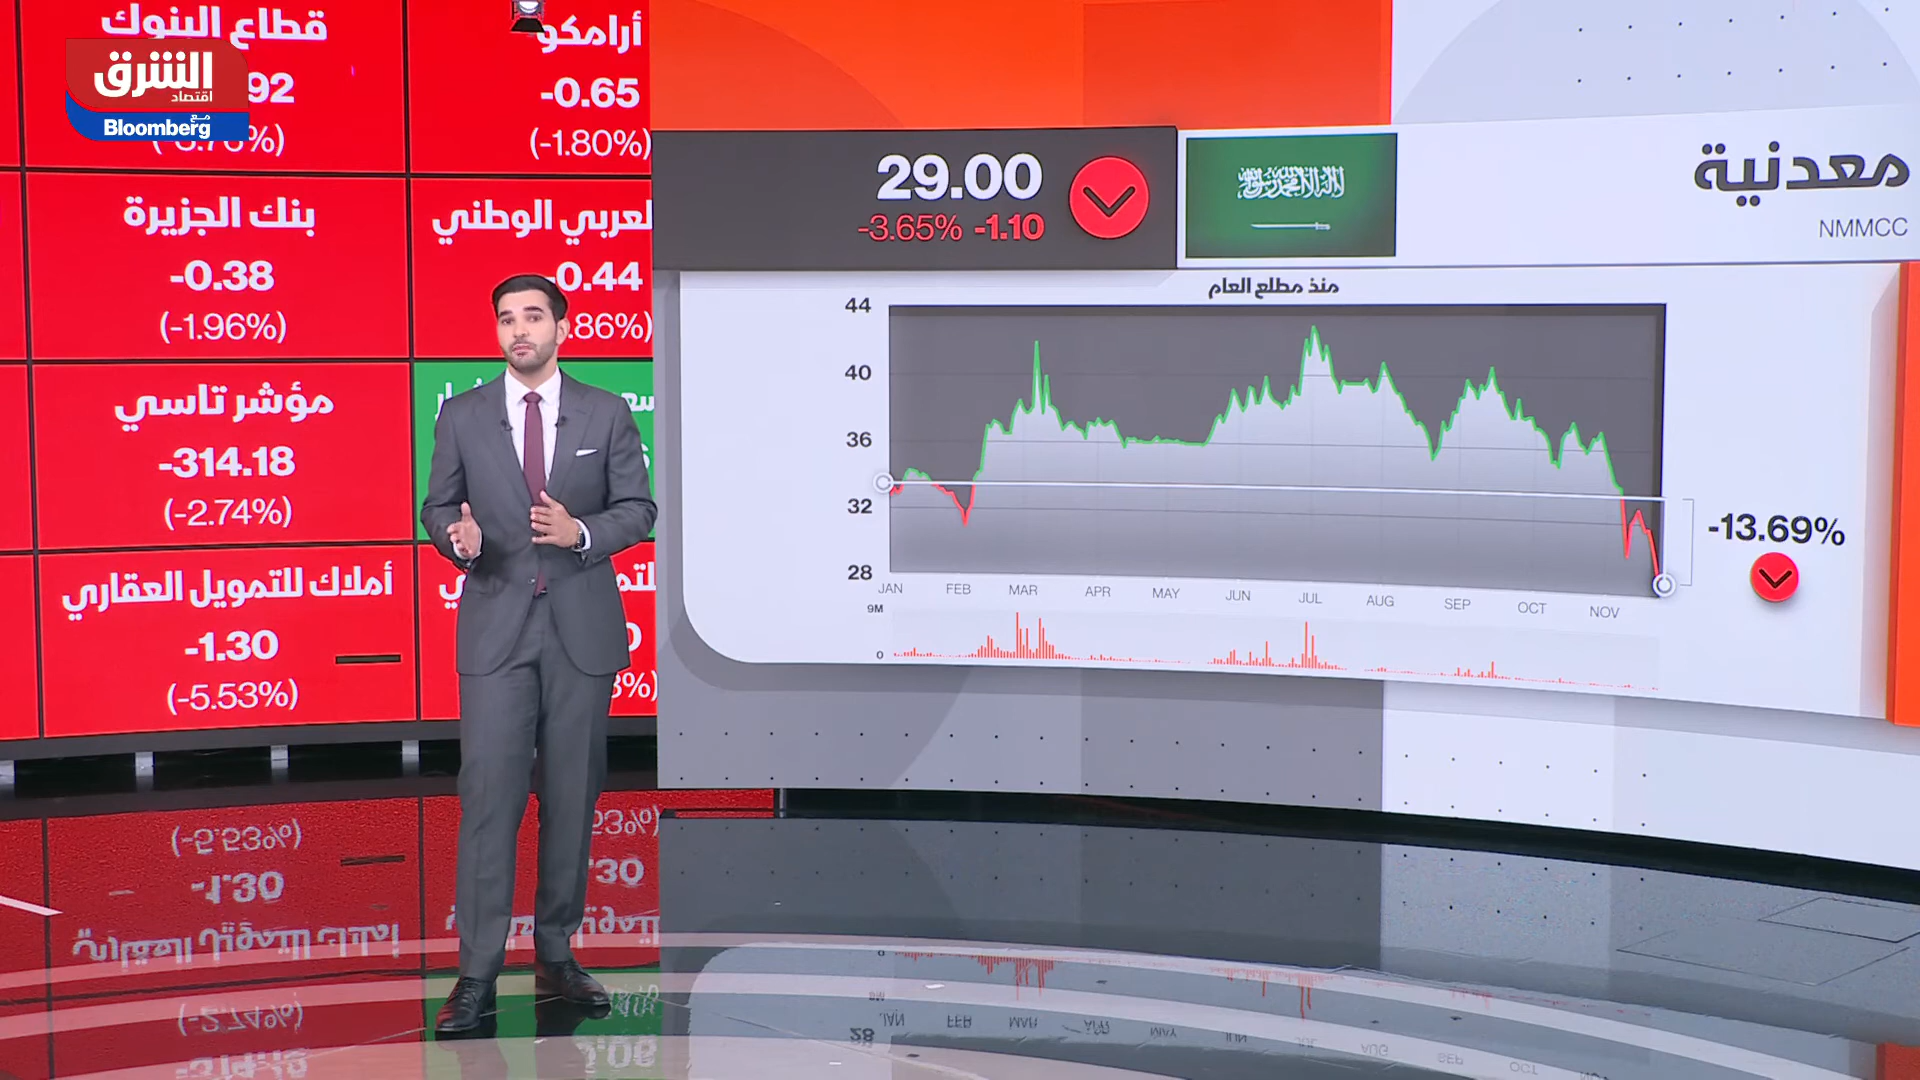 الشرق
اقتصاد
مع
Bloomberg
قطاع البنوك
92
أرامكو
-0.65
(-1.80%)
بنك الجزيرة
-0.38
(-1.96%)
العربي الوطني
-0.44
.86%)
مؤشر تاسي
-314.18
(-2.74%)
أملاك للتمويل العقاري
-1.30
(-5.53%)
29.00
-3.65% -1.10
معدنية
NMMCC
منذ مطلع العام
44
40
36
32
28
JAN FEB MAR APR MAY JUN JUL AUG SEP OCT NOV
9M
0
-13.69%